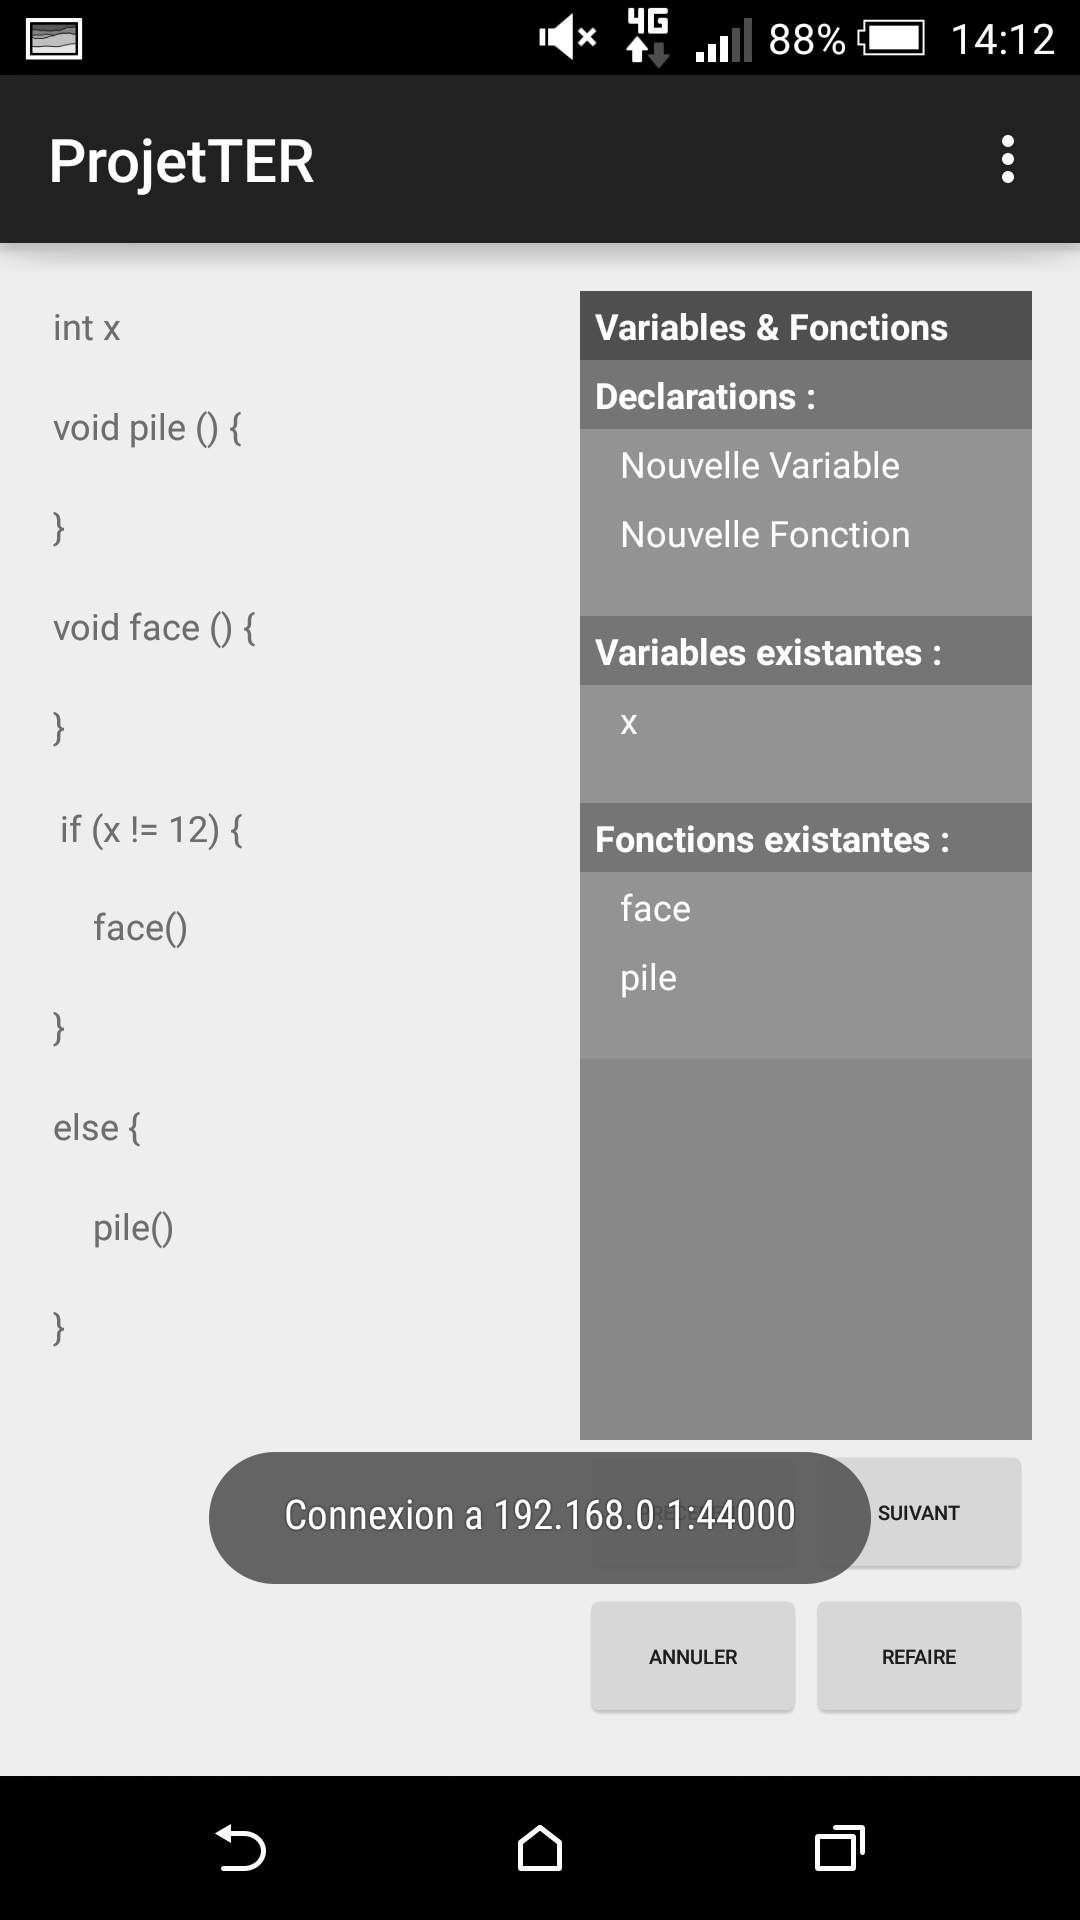 4G 88% 14:12
ProjetTER
int x
void pile () {
}
void face () {
}
if (x != 12) {
face()
}
else {
pile()
}
Variables & Fonctions
Declarations :
Nouvelle Variable
Nouvelle Fonction
Variables existantes :
x
Fonctions existantes :
face
pile
Connexion a 192.168.0.1:44000
SUIVANT
ANNULER
REFAIRE